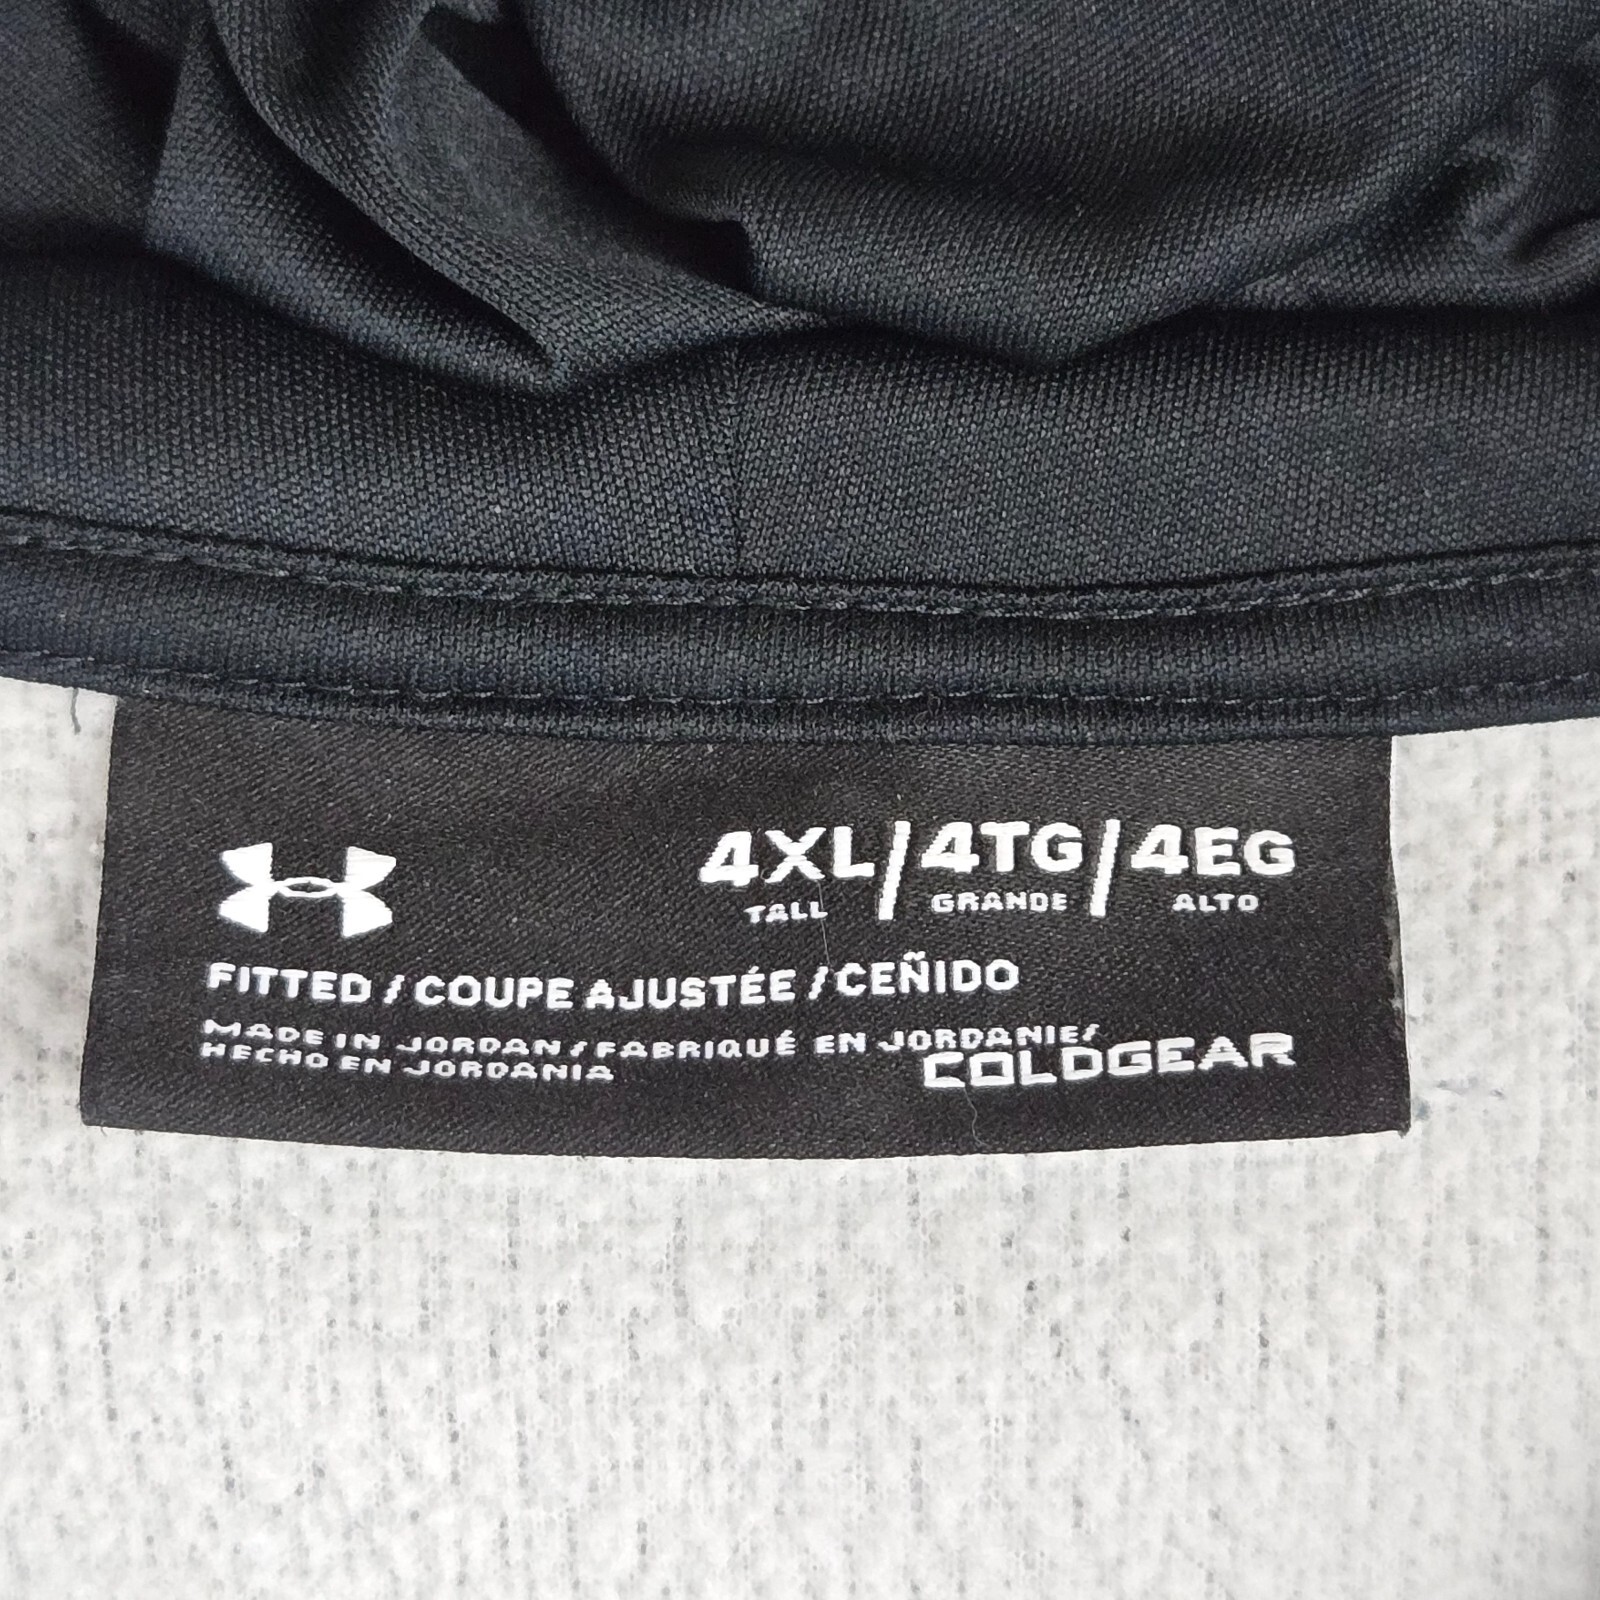 4XL/4TG/4EG
TALL GRANDE ALTO
FITTED / COUPE AJUSTÉE / CEÑIDO
MADE IN JORDAN / FABRIQUÉ EN JORDANIE/
HECHO EN JORDANIA
COLDGEAR